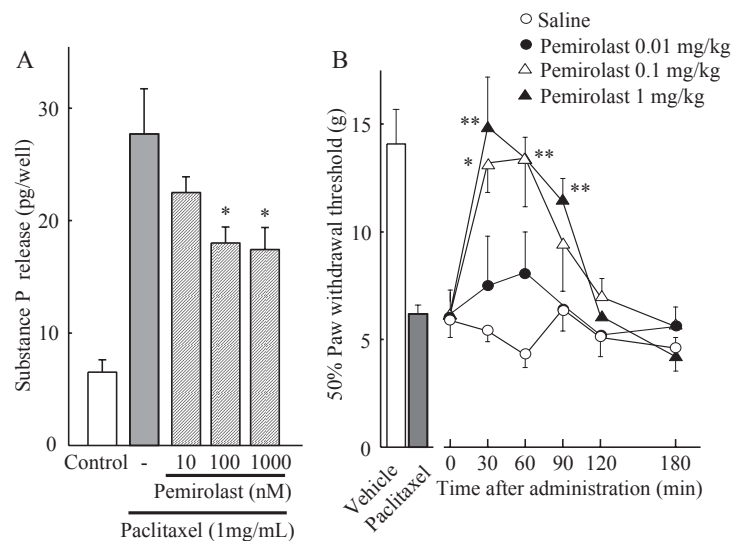 A
Substance P release (pg/well)
30
20
10
0
*
*
Control
-
10
100
1000
Pemirolast (nM)
Paclitaxel (1mg/mL)
B
Saline
Pemirolast 0.01 mg/kg
Pemirolast 0.1 mg/kg
Pemirolast 1 mg/kg
50% Paw withdrawal threshold (g)
15
10
5
0
**
*
**
**
Vehicle
Paclitaxel
0
30
60
90
120
180
Time after administration (min)